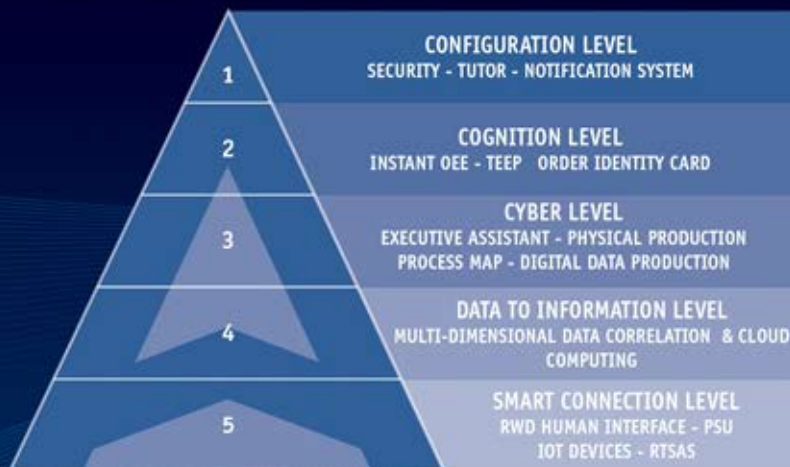 1
CONFIGURATION LEVEL
SECURITY - TUTOR - NOTIFICATION SYSTEM
2
COGNITION LEVEL
INSTANT OEE - TEEP ORDER IDENTITY CARD
3
CYBER LEVEL
EXECUTIVE ASSISTANT - PHYSICAL PRODUCTION
PROCESS MAP - DIGITAL DATA PRODUCTION
4
DATA TO INFORMATION LEVEL
MULTI-DIMENSIONAL DATA CORRELATION & CLOUD
COMPUTING
5
SMART CONNECTION LEVEL
RWD HUMAN INTERFACE - PSU
IOT DEVICES - RTSAS